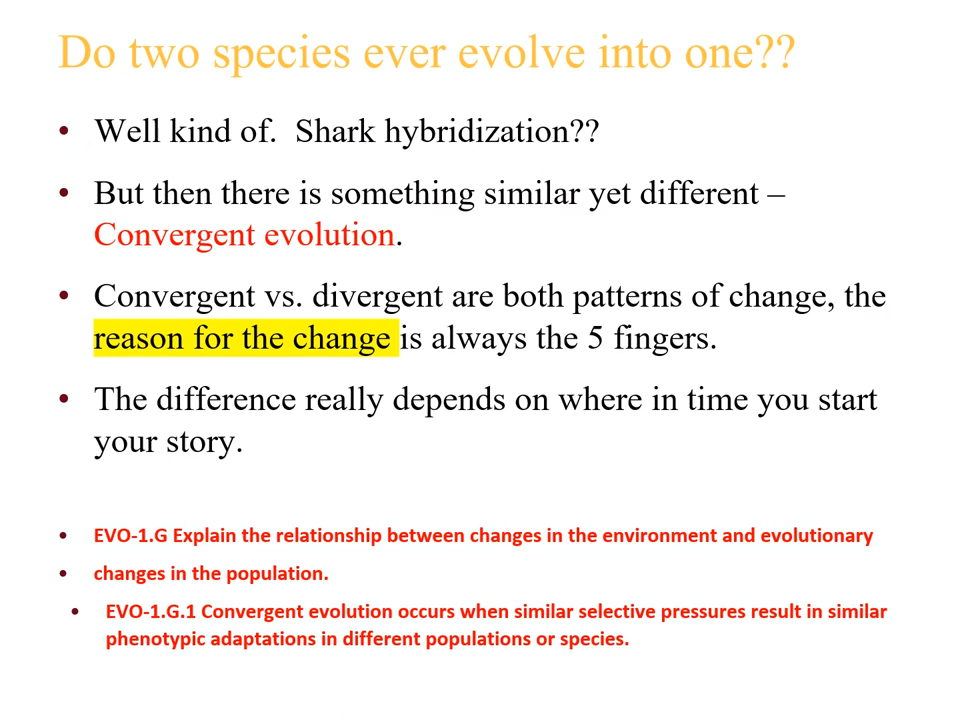 Do two species ever evolve into one??
• Well kind of.  Shark hybridization??
• But then there is something similar yet different –
Convergent evolution.
• Convergent vs. divergent are both patterns of change, the
reason for the change is always the 5 fingers.
• The difference really depends on where in time you start
your story.
• EVO-1.G Explain the relationship between changes in the environment and evolutionary
• changes in the population.
• EVO-1.G.1 Convergent evolution occurs when similar selective pressures result in similar
phenotypic adaptations in different populations or species.